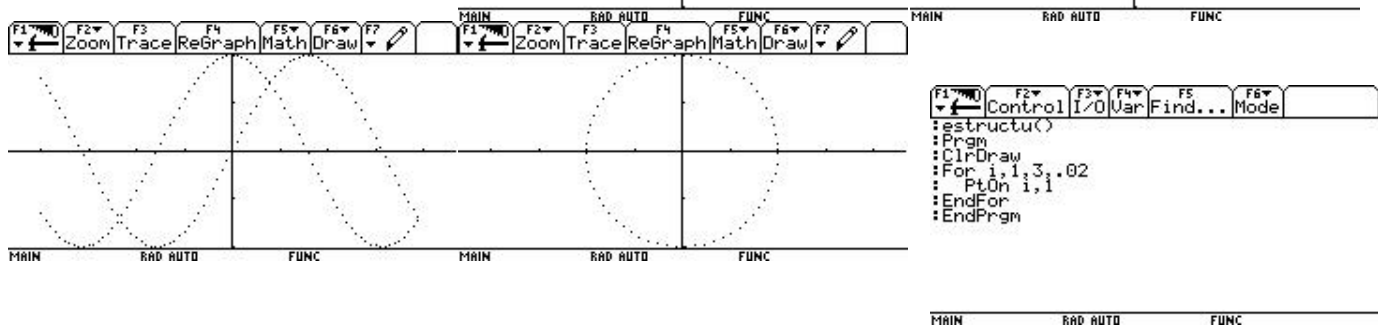 MAIN RAD AUTO FUNC
MAIN RAD AUTO FUNC
F1 F2 Zoom F3 Trace F4 ReGraph F5 Math F6 Draw F7
F1 F2 Zoom F3 Trace F4 ReGraph F5 Math F6 Draw F7
MAIN RAD AUTO FUNC
MAIN RAD AUTO FUNC
F1 F2 Control F3 I/O F4 Var F5 Find... F6 Mode
:estructu()
:Prgm
:ClrDraw
:For i,1,3,.02
:  PtOn i,1
:EndFor
:EndPrgm
MAIN RAD AUTO FUNC